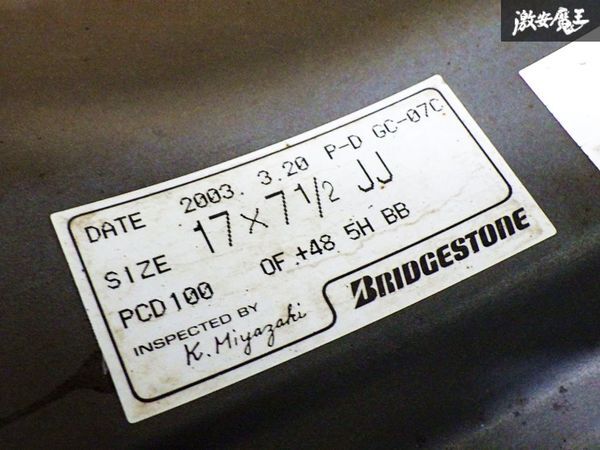 激安魔王
DATE 2003. 3.20 P-D GC-07C
SIZE 17×7 1/2 JJ
PCD100 OF +48 5H BB
INSPECTED BY K. Miyazaki
BRIDGESTONE